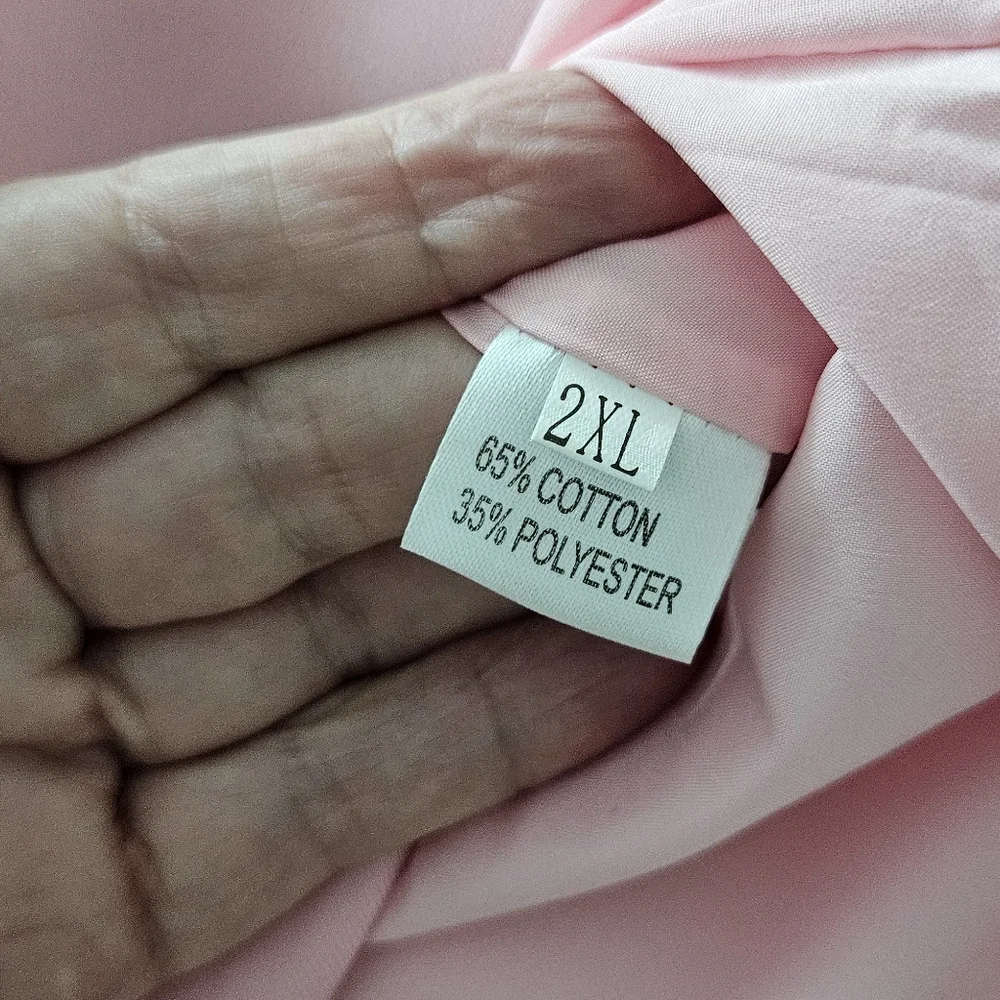 2XL
65% COTTON
35% POLYESTER